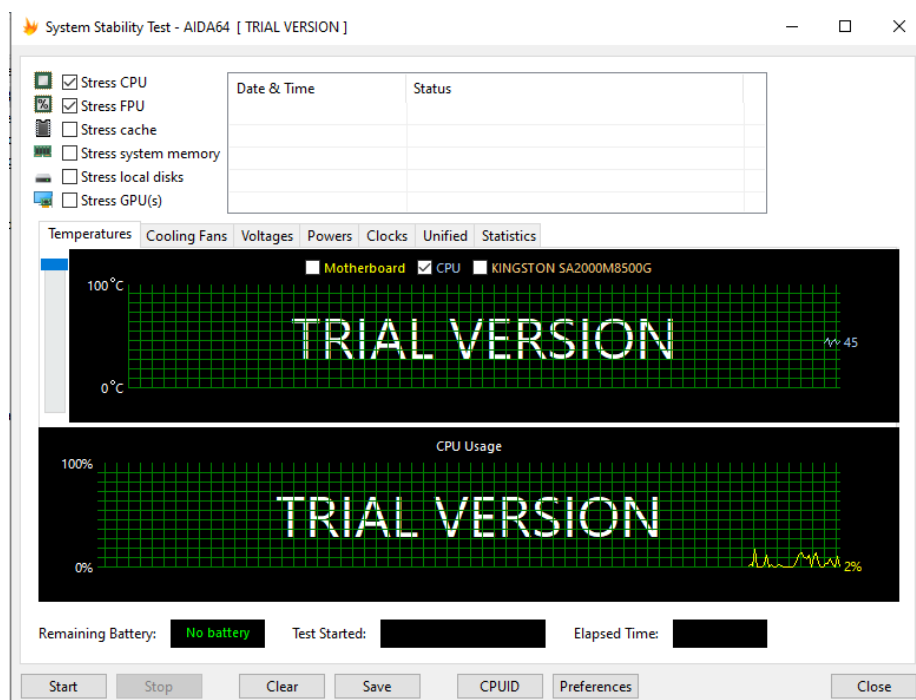 System Stability Test - AIDA64 [ TRIAL VERSION ]
Stress CPU
Stress FPU
Stress cache
Stress system memory
Stress local disks
Stress GPU(s)
Date & Time Status
Temperatures Cooling Fans Voltages Powers Clocks Unified Statistics
Motherboard CPU KINGSTON SA2000M8500G
100°C
TRIAL VERSION
45
0°C
CPU Usage
100%
TRIAL VERSION
0% 2%
Remaining Battery: No battery Test Started: Elapsed Time:
Start Stop Clear Save CPUID Preferences Close